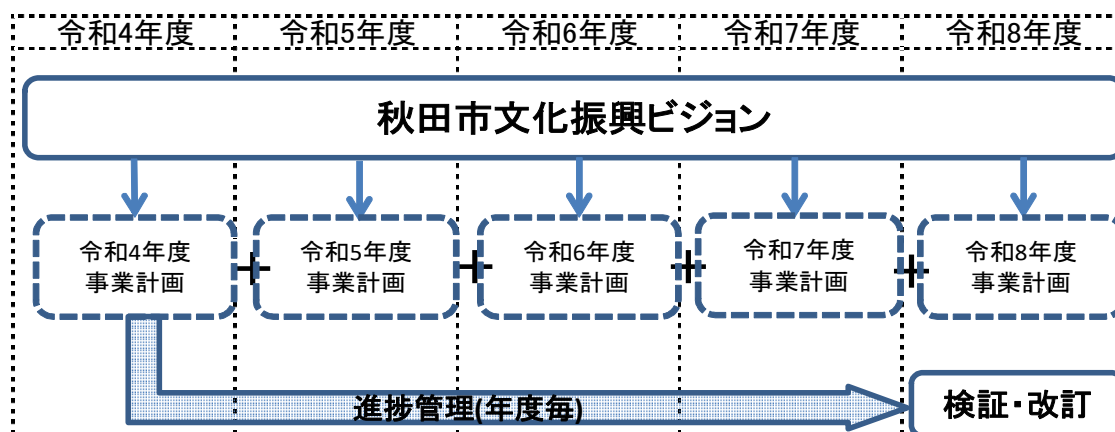 令和4年度 令和5年度 令和6年度 令和7年度 令和8年度
秋田市文化振興ビジョン
令和4年度
事業計画
+
令和5年度
事業計画
+
令和6年度
事業計画
+
令和7年度
事業計画
+
令和8年度
事業計画
進捗管理(年度毎)
検証・改訂